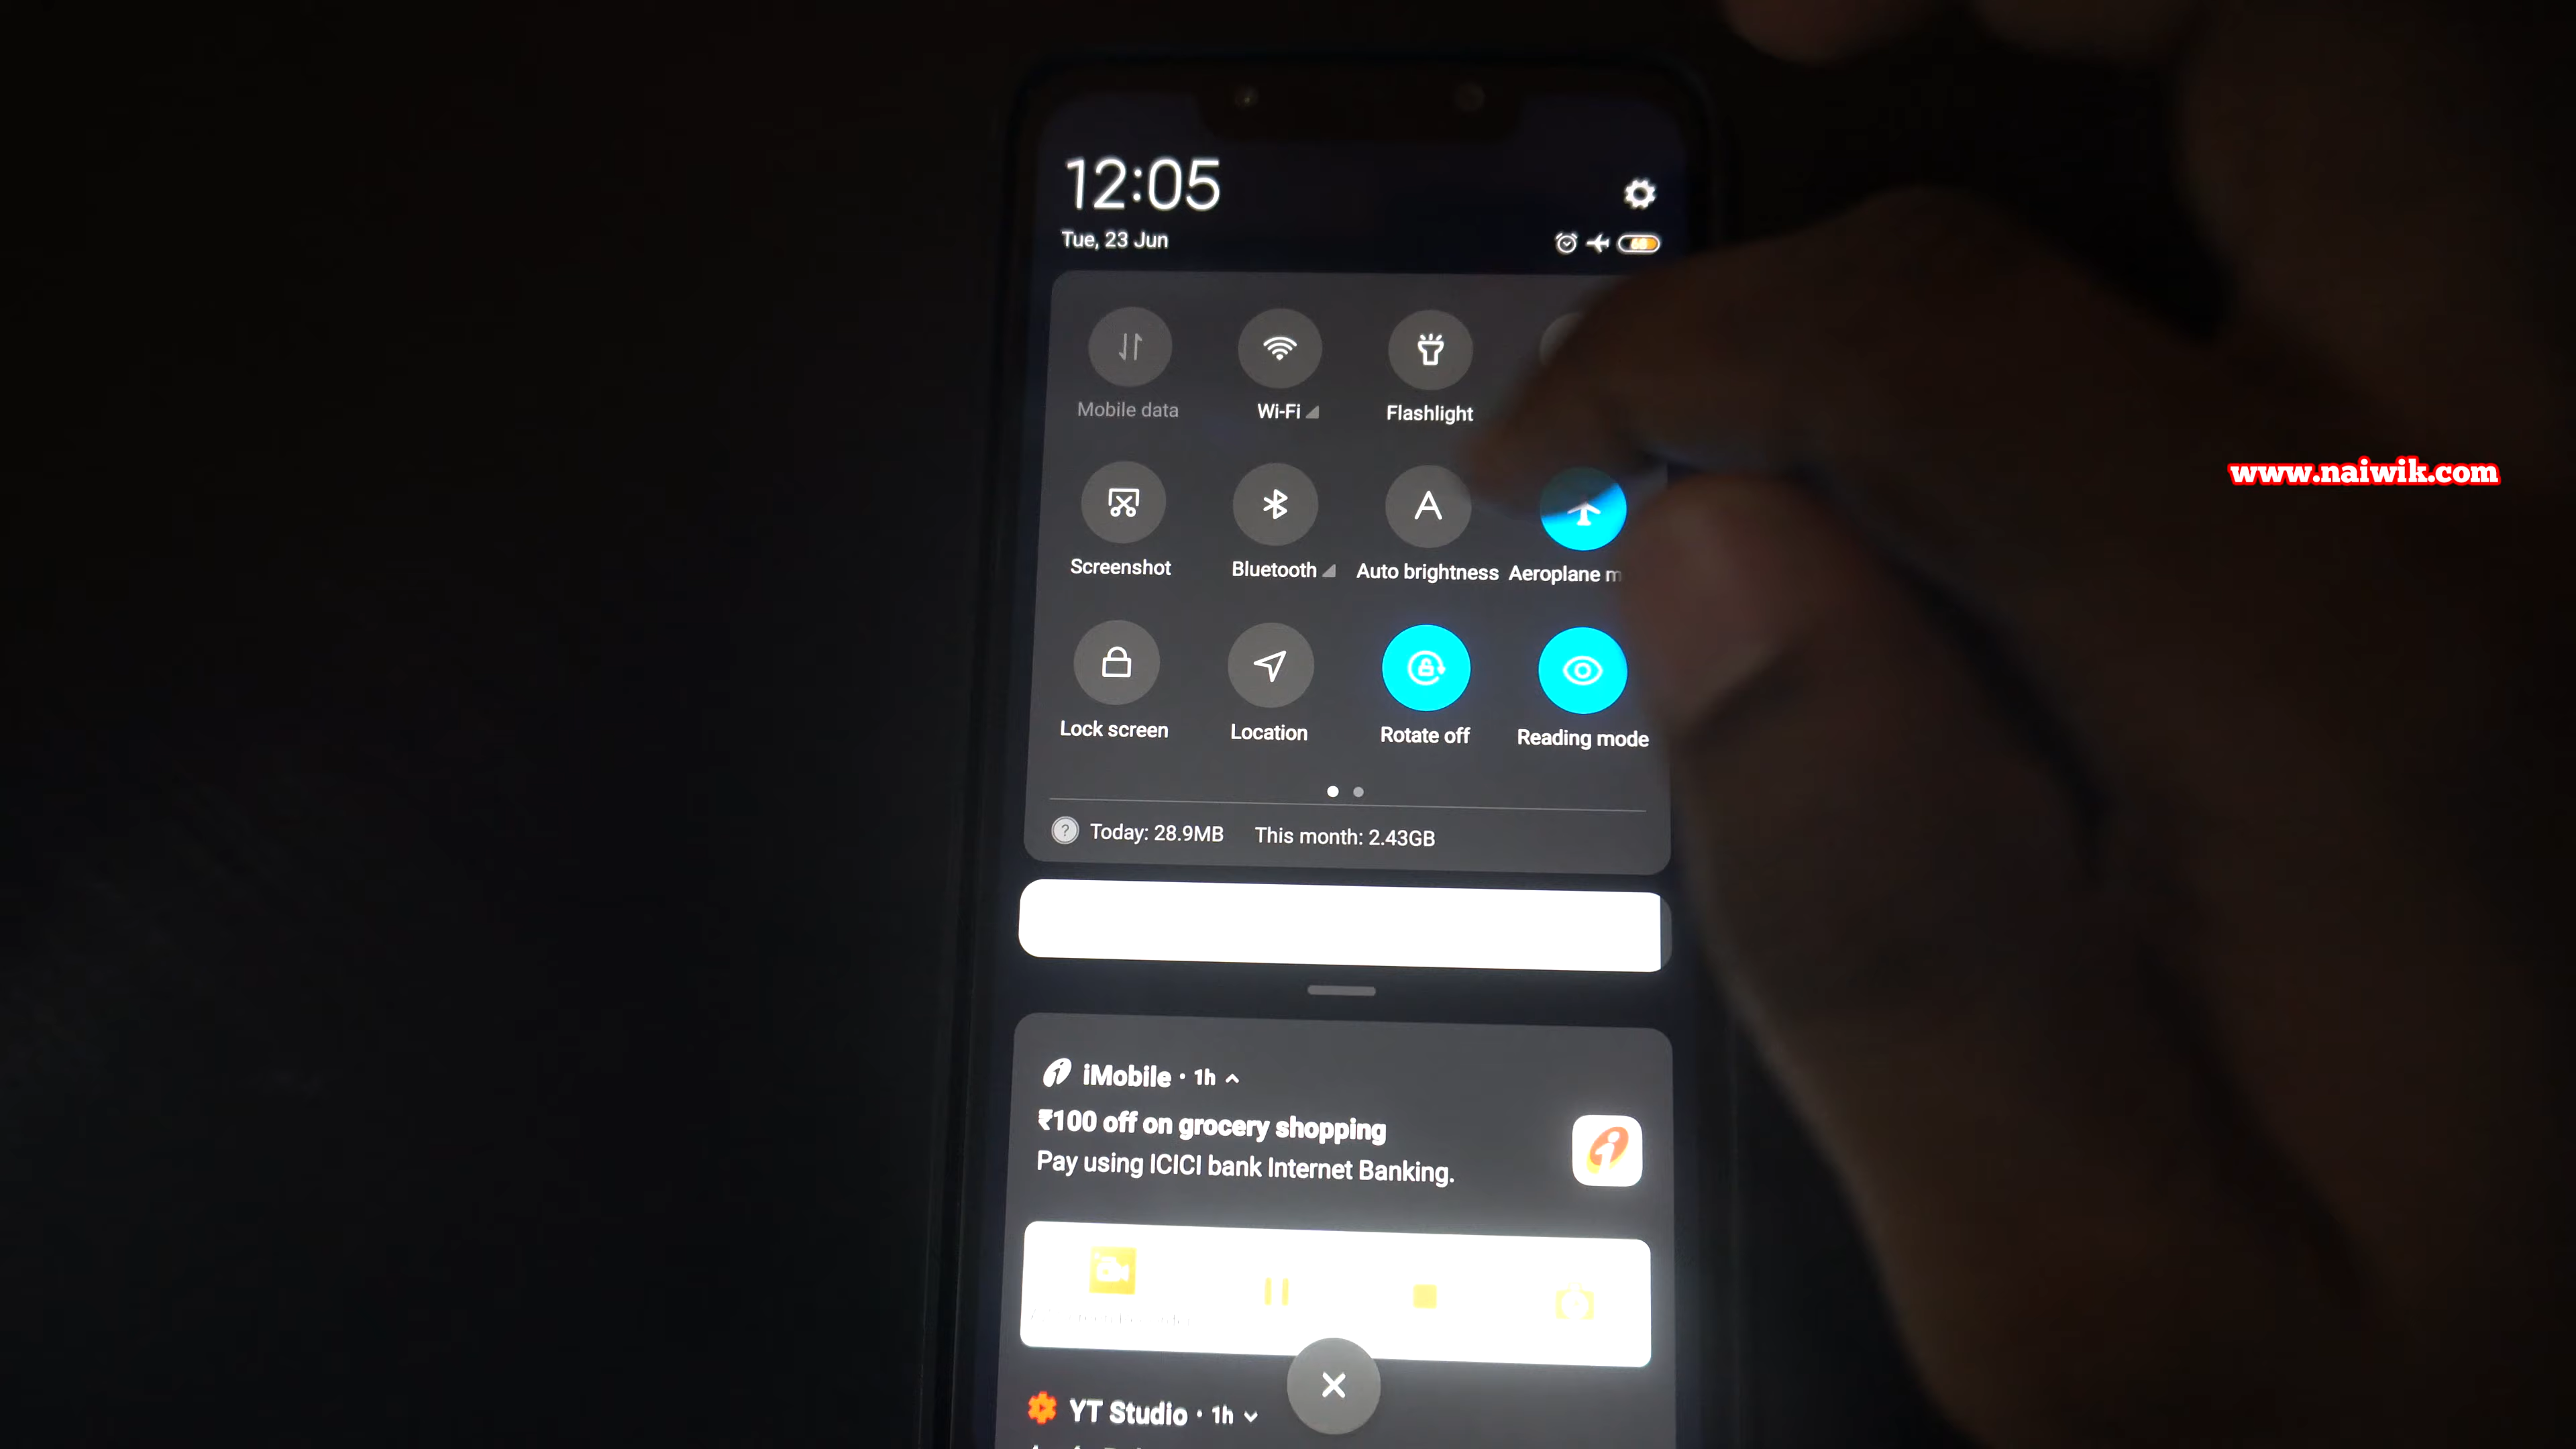 12:05
Tue, 23 Jun
Mobile data
Wi-Fi
Flashlight
www.naiwik.com
Screenshot
Bluetooth
Auto brightness
Aeroplane m
Lock screen
Location
Rotate off
Reading mode
Today: 28.9MB This month: 2.43GB
iMobile · 1h
₹100 off on grocery shopping
Pay using ICICI bank Internet Banking.
YT Studio · 1h